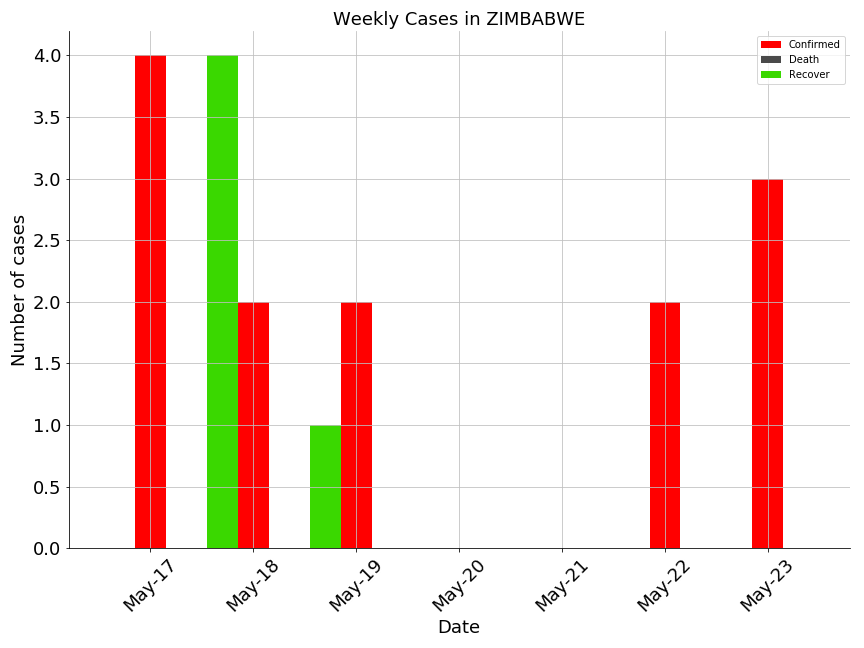 Weekly Cases in ZIMBABWE
Confirmed
Death
Recover
Number of cases
4.0
3.5
3.0
2.5
2.0
1.5
1.0
0.5
0.0
May-17
May-18
May-19
May-20
May-21
May-22
May-23
Date